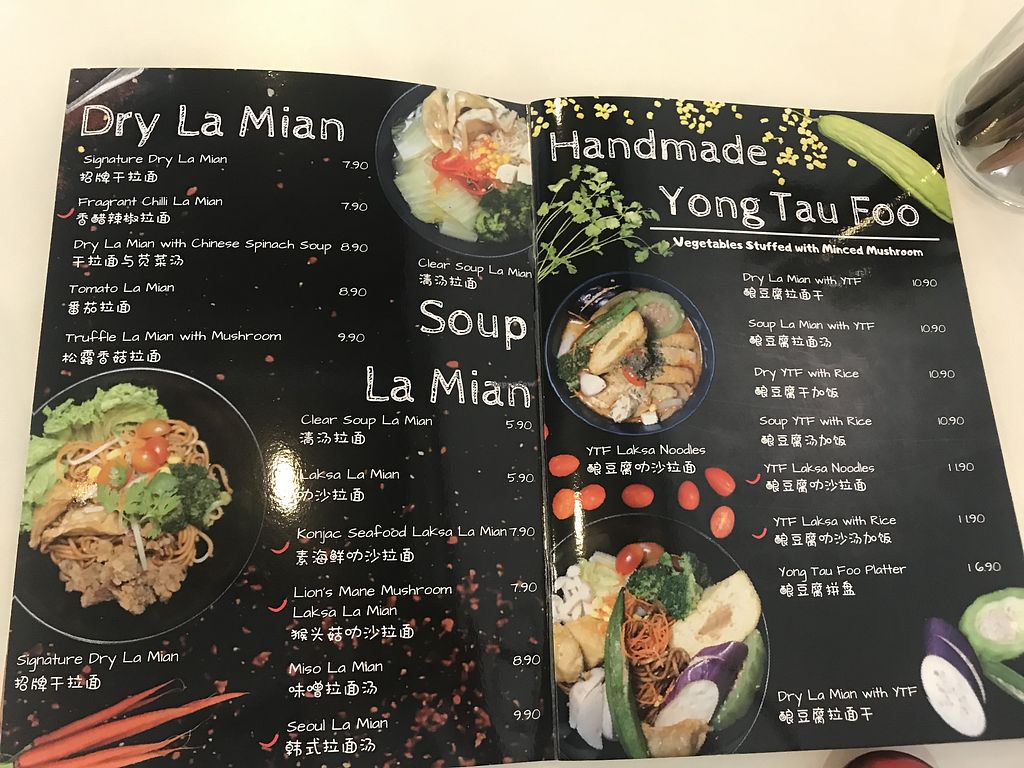 Dry La Mian
Signature Dry La Mian 7.90
招牌干拉面
Fragrant Chilli La Mian 7.90
香醋辣椒拉面
Dry La Mian with Chinese Spinach Soup 8.90
干拉面与苋菜汤
Tomato La Mian 8.90
番茄拉面
Truffle La Mian with Mushroom 9.90
松露香菇拉面
Clear Soup La Mian
清汤拉面
Soup
La Mian
Clear Soup La Mian 5.90
清汤拉面
Laksa La Mian 5.90
叻沙拉面
Konjac Seafood Laksa La Mian 7.90
素海鲜叻沙拉面
Lion's Mane Mushroom 7.90
Laksa La Mian
猴头菇叻沙拉面
Miso La Mian 8.90
味噌拉面汤
Seoul La Mian 9.90
韩式拉面汤
Signature Dry La Mian
招牌干拉面
Handmade
Yong Tau Foo
Vegetables Stuffed with Minced Mushroom
Dry La Mian with YTF 10.90
酿豆腐拉面干
Soup La Mian with YTF 10.90
酿豆腐拉面汤
Dry YTF with Rice 10.90
酿豆腐干加饭
Soup YTF with Rice 10.90
酿豆腐汤加饭
YTF Laksa Noodles 11.90
酿豆腐叻沙拉面
YTF Laksa with Rice 11.90
酿豆腐叻沙汤加饭
Yong Tau Foo Platter 16.90
酿豆腐拼盘
YTF Laksa Noodles
酿豆腐叻沙拉面
Dry La Mian with YTF
酿豆腐拉面干